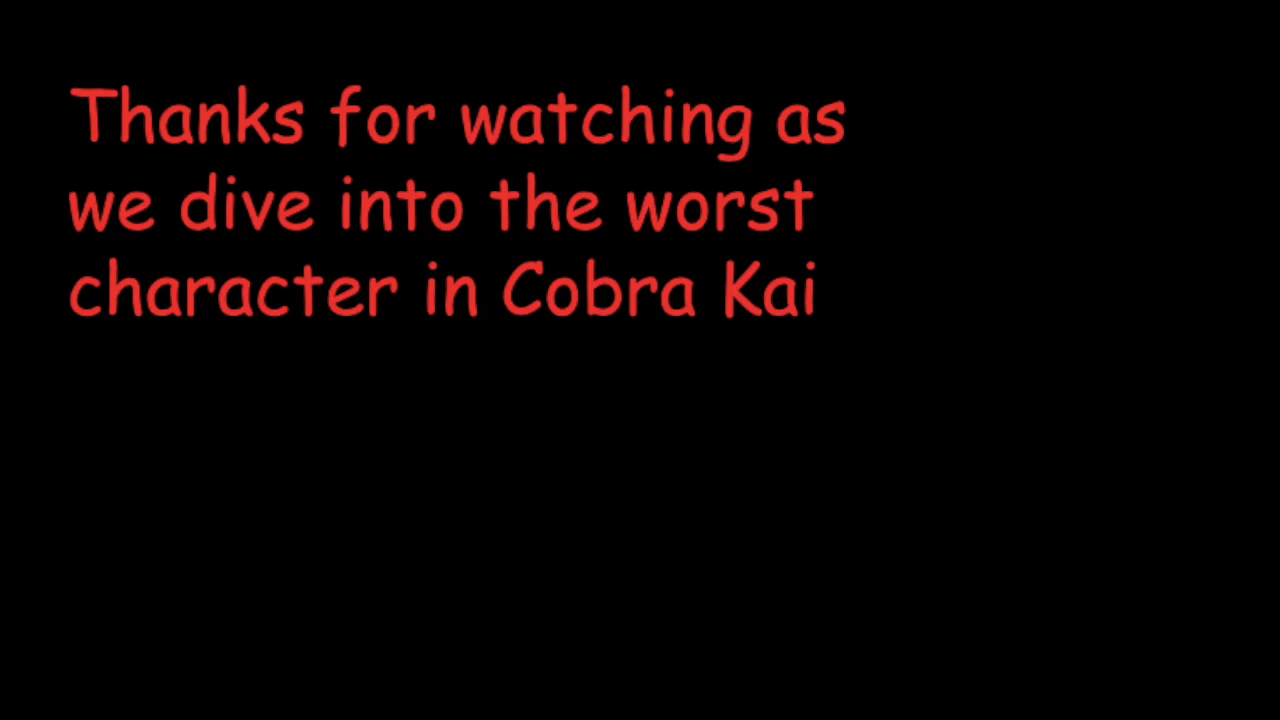 Thanks for watching as
we dive into the worst
character in Cobra Kai